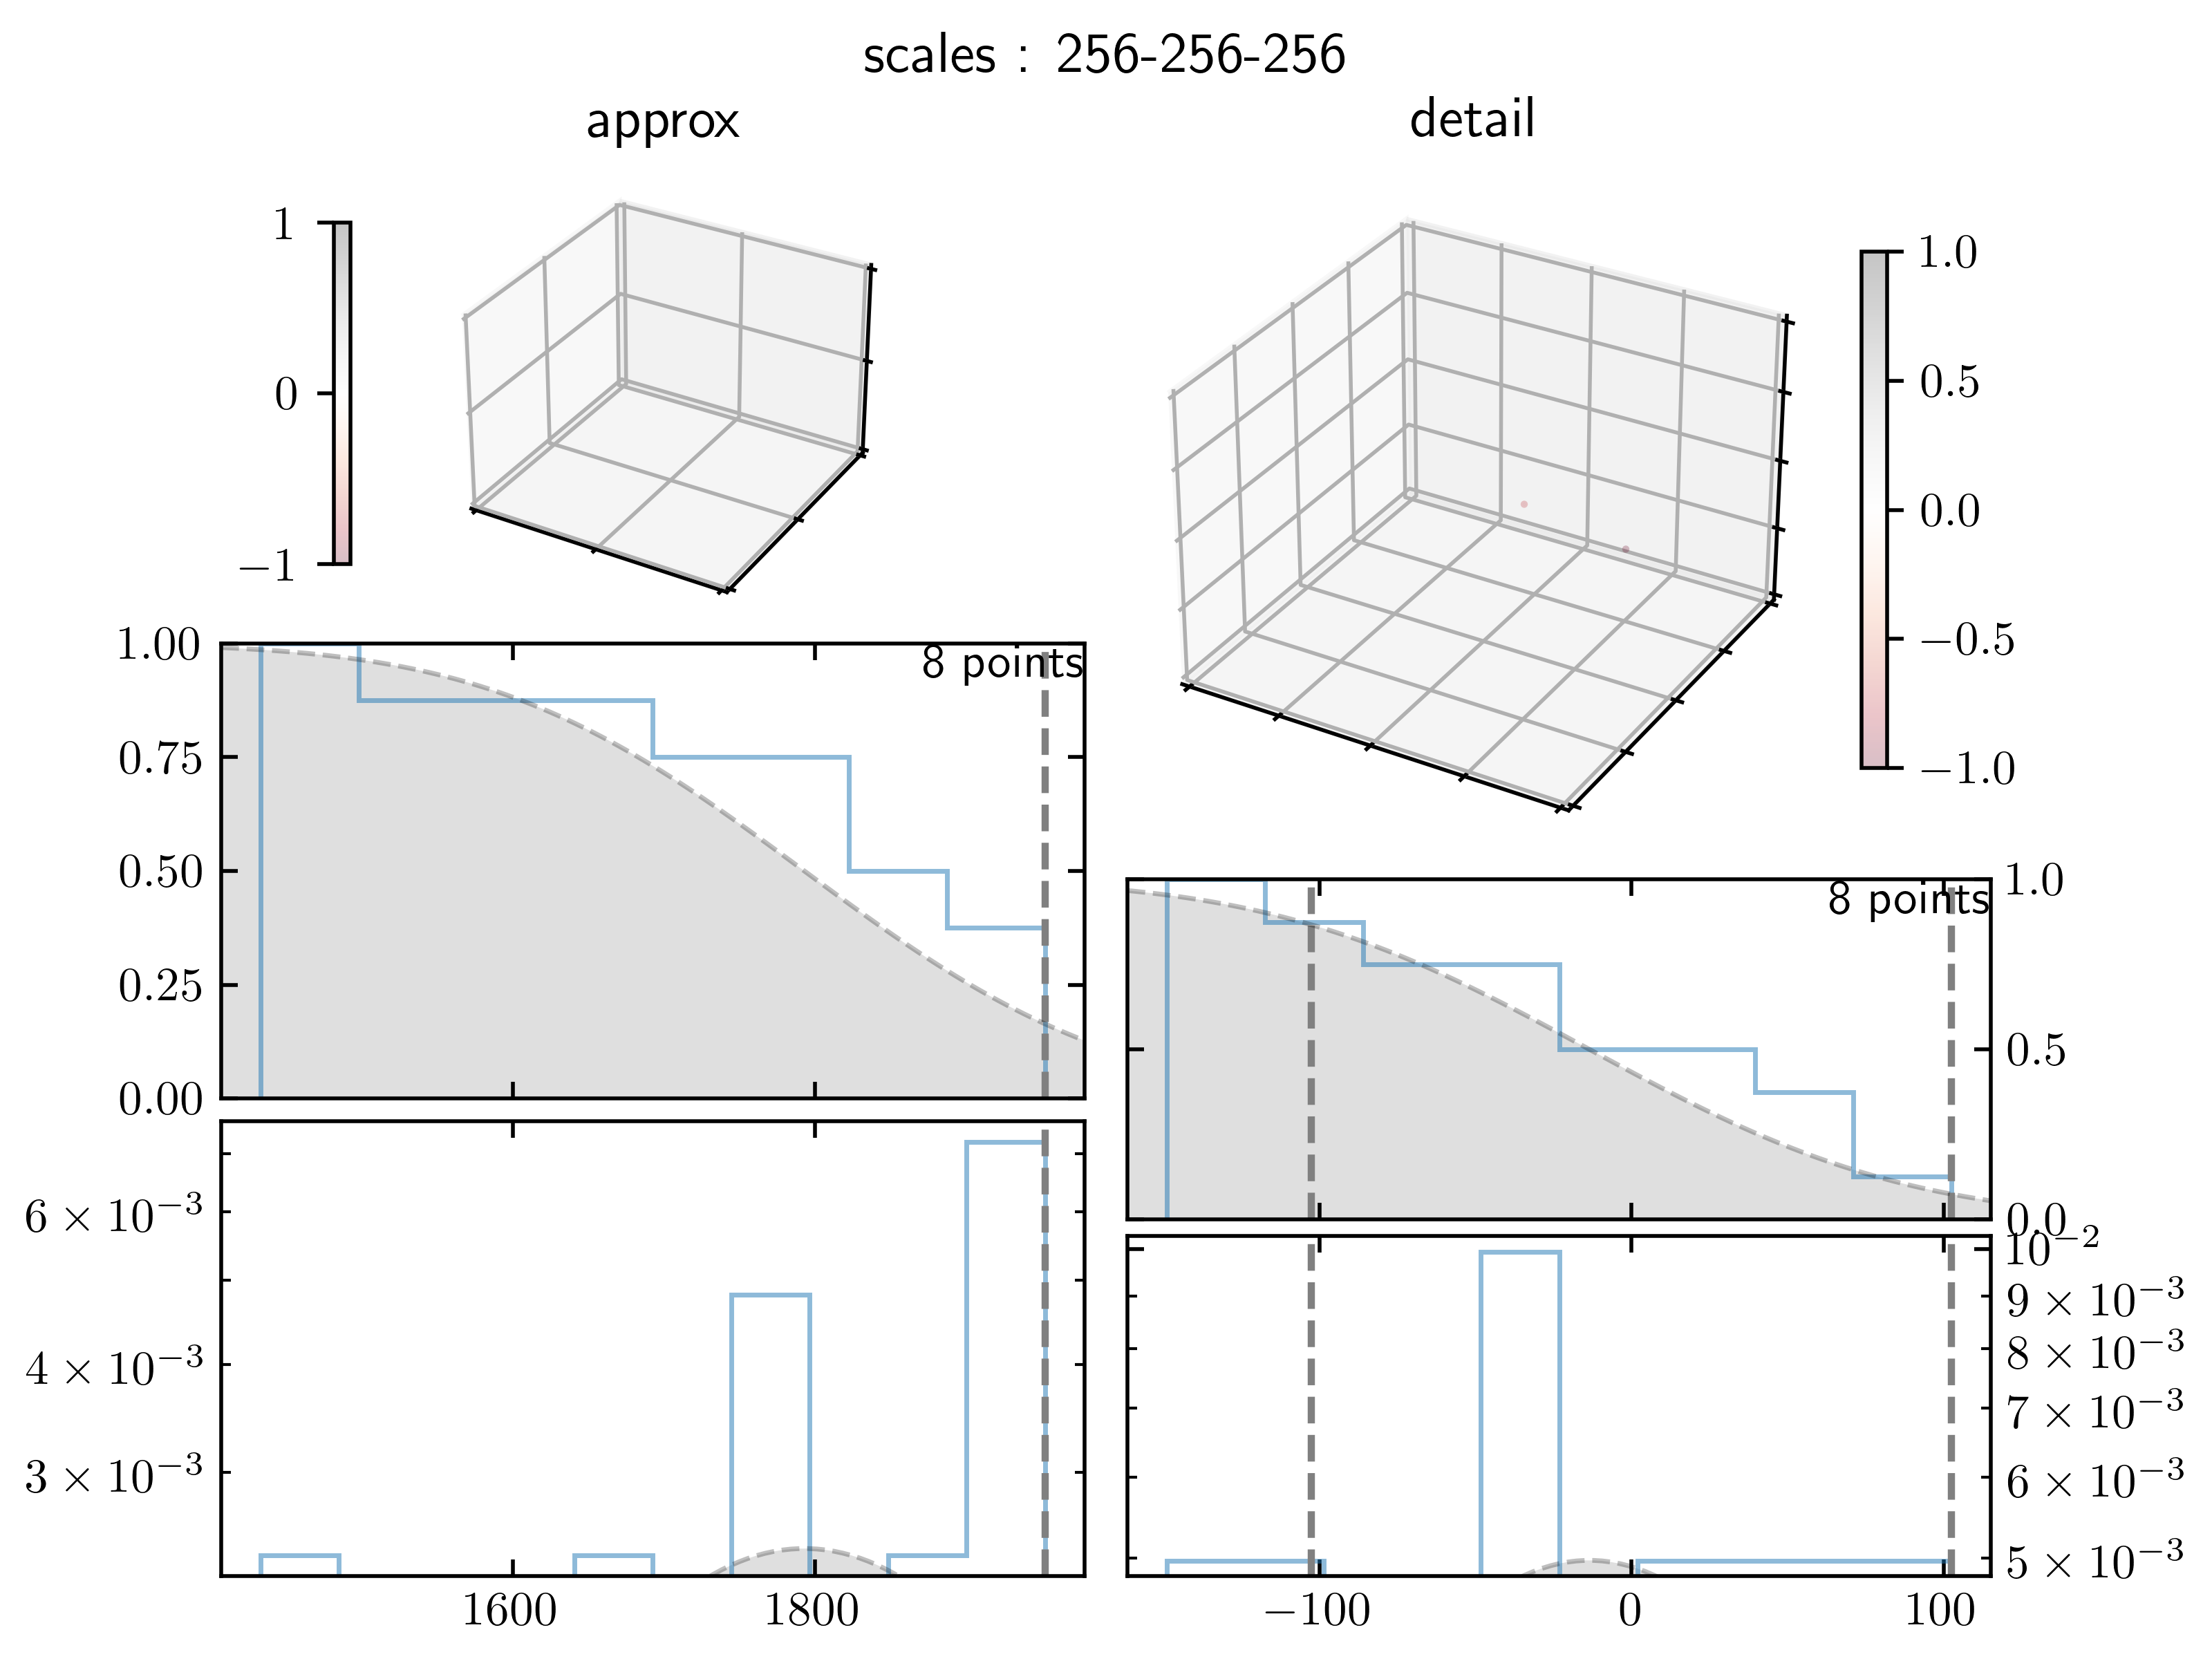 scales : 256-256-256
approx
detail
1
0
−1
1.0
0.5
0.0
−0.5
−1.0
8 points
1.00
0.75
0.50
0.25
0.00
8 points
1.0
0.5
0.0
6 × 10⁻³
4 × 10⁻³
3 × 10⁻³
1600 1800
10⁻²
9 × 10⁻³
8 × 10⁻³
7 × 10⁻³
6 × 10⁻³
5 × 10⁻³
−100 0 100